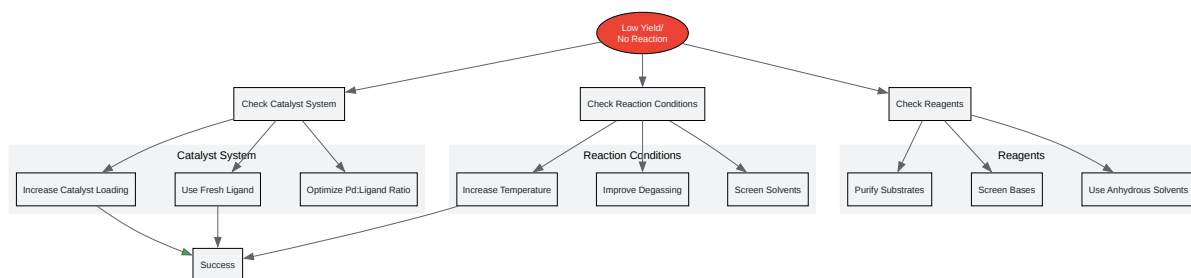 Low Yield/
No Reaction
Check Catalyst System
Check Reaction Conditions
Check Reagents
Catalyst System
Reaction Conditions
Reagents
Increase Catalyst Loading
Use Fresh Ligand
Optimize Pd:Ligand Ratio
Increase Temperature
Improve Degassing
Screen Solvents
Purify Substrates
Screen Bases
Use Anhydrous Solvents
Success